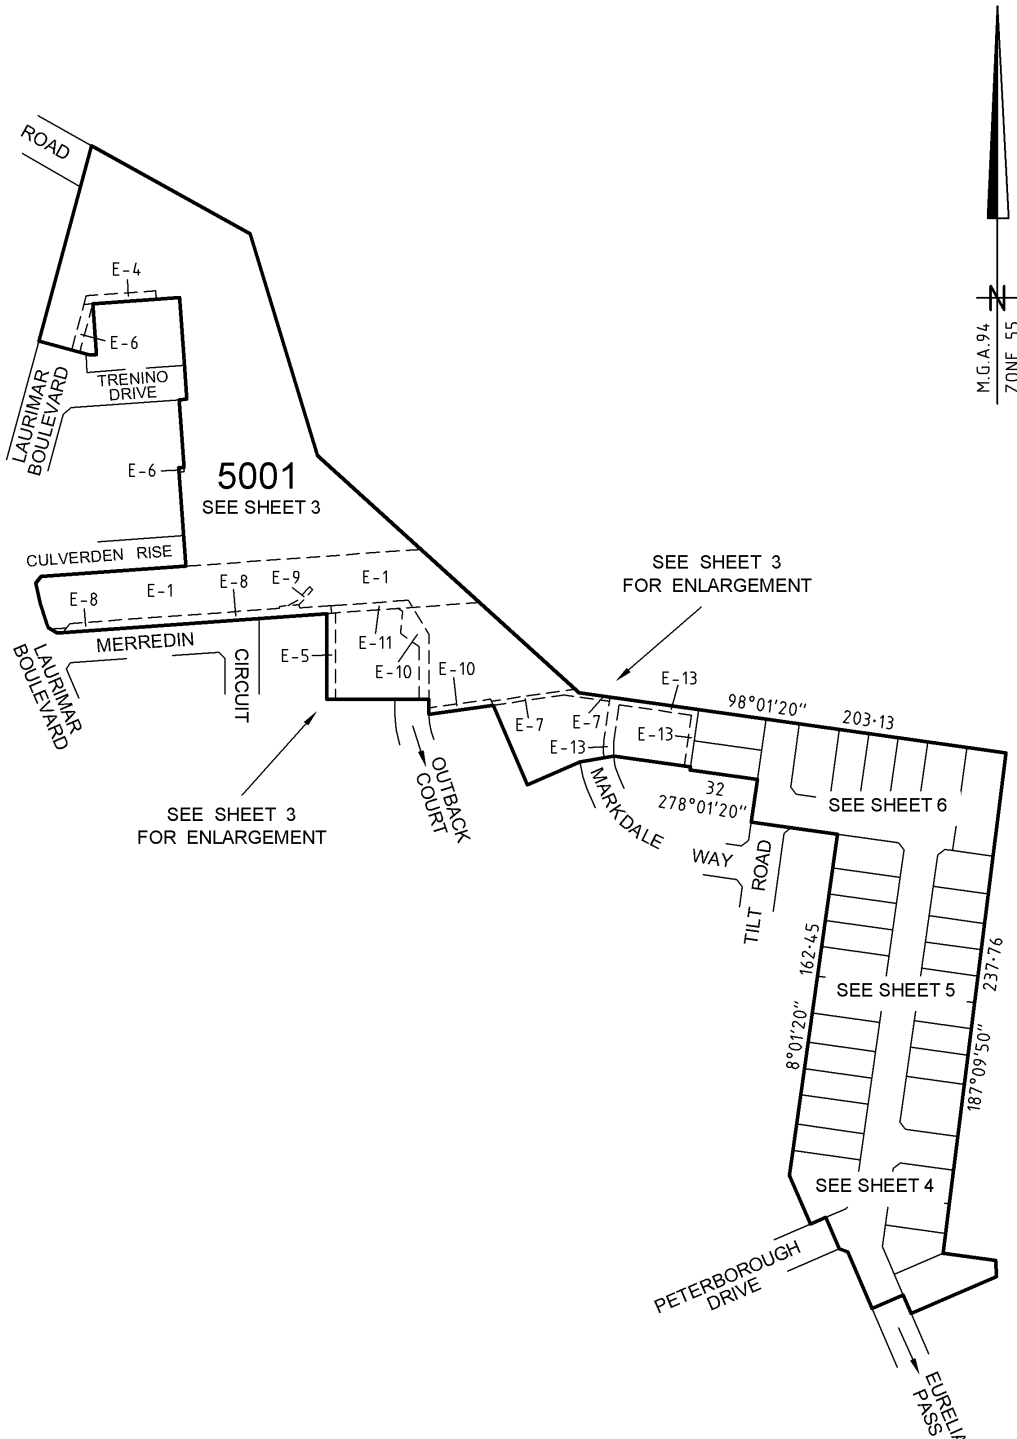 ROAD
E-4
E-6
TRENINO
DRIVE
LAURIMAR
BOULEVARD
E-6
5001
SEE SHEET 3
M.G.A.94
ZONE 55
N
CULVERDEN RISE
E-1
E-8
E-9
E-1
E-8
MERREDIN
CIRCUIT
LAURIMAR
BOULEVARD
E-5
E-11
E-10
E-10
SEE SHEET 3
FOR ENLARGEMENT
E-13
E-7
E-7
E-13
E-13
98°01'20"
203·13
SEE SHEET 3
FOR ENLARGEMENT
OUTBACK
COURT
MARKDALE
WAY
32
278°01'20"
TILT ROAD
SEE SHEET 6
162·45
8°01'20"
SEE SHEET 5
237·76
187°09'50"
SEE SHEET 4
PETERBOROUGH
DRIVE
EURELIA
PASS